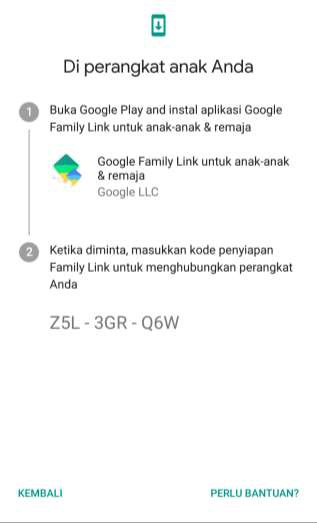 Di perangkat anak Anda
1
Buka Google Play and instal aplikasi Google
Family Link untuk anak-anak & remaja
Google Family Link untuk anak-anak
& remaja
Google LLC
2
Ketika diminta, masukkan kode penyiapan
Family Link untuk menghubungkan perangkat
Anda
Z5L - 3GR - Q6W
KEMBALI
PERLU BANTUAN?